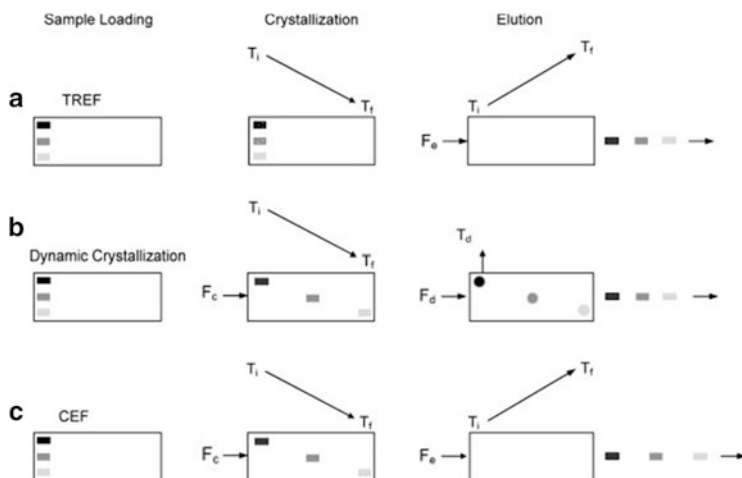 Sample Loading Crystallization Elution
Ti Tf
a TREF Tf Ti
Fe
Ti Td
b Dynamic Crystallization Tf
Fc Fd
Ti Tf
c CEF Tf Ti
Fc Fe